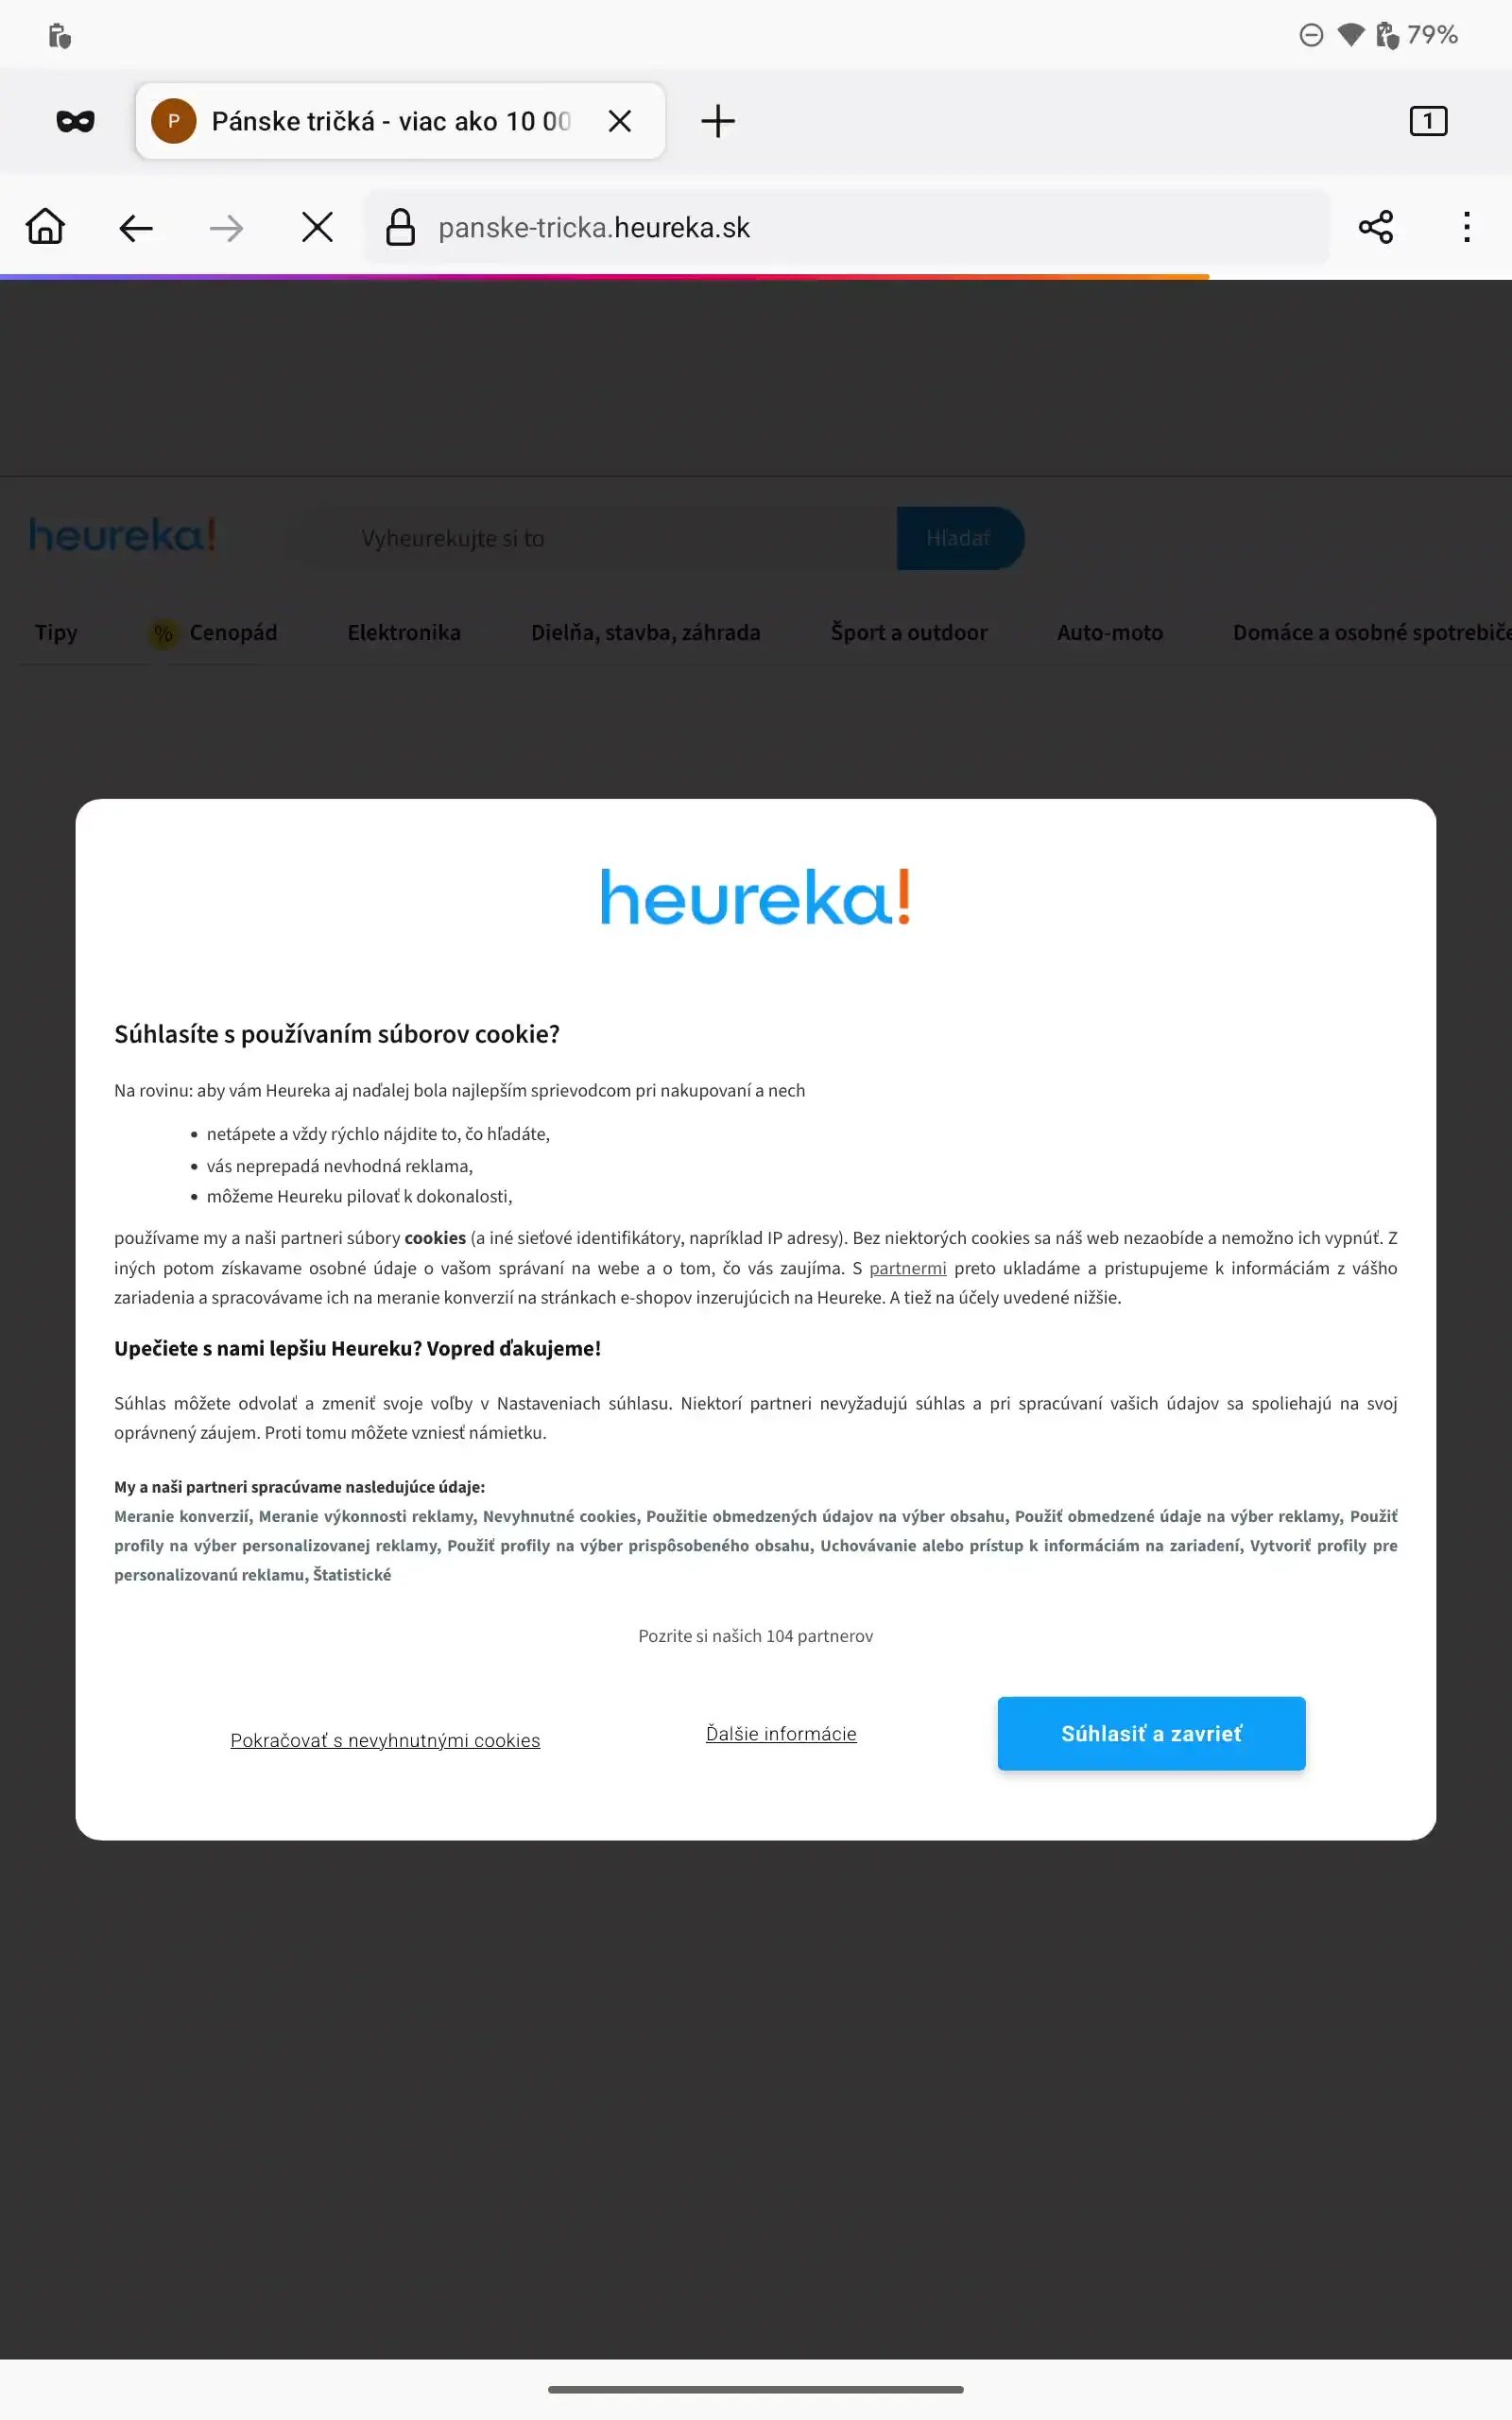 79%
P Pánske tričká - viac ako 10 00
1
panske-tricka.heureka.sk
heureka!
Vyheurekujte si to
Hľadať
Tipy
% Cenopád
Elektronika
Dielňa, stavba, záhrada
Šport a outdoor
Auto-moto
Domáce a osobné spotrebiče
heureka!
Súhlasíte s používaním súborov cookie?
Na rovinu: aby vám Heureka aj naďalej bola najlepším sprievodcom pri nakupovaní a nech
• netápete a vždy rýchlo nájdite to, čo hľadáte,
• vás neprepadá nevhodná reklama,
• môžeme Heureku pilovať k dokonalosti,
používame my a naši partneri súbory cookies (a iné sieťové identifikátory, napríklad IP adresy). Bez niektorých cookies sa náš web nezaobíde a nemožno ich vypnúť. Z
iných potom získavame osobné údaje o vašom správaní na webe a o tom, čo vás zaujíma. S partnermi preto ukladáme a pristupujeme k informáciám z vášho
zariadenia a spracovávame ich na meranie konverzií na stránkach e-shopov inzerujúcich na Heureke. A tiež na účely uvedené nižšie.
Upečiete s nami lepšiu Heureku? Vopred ďakujeme!
Súhlas môžete odvolať a zmeniť svoje voľby v Nastaveniach súhlasu. Niektorí partneri nevyžadujú súhlas a pri spracúvaní vašich údajov sa spoliehajú na svoj
oprávnený záujem. Proti tomu môžete vzniesť námietku.
My a naši partneri spracúvame nasledujúce údaje:
Meranie konverzií, Meranie výkonnosti reklamy, Nevyhnutné cookies, Použitie obmedzených údajov na výber obsahu, Použiť obmedzené údaje na výber reklamy, Použiť
profily na výber personalizovanej reklamy, Použiť profily na výber prispôsobeného obsahu, Uchovávanie alebo prístup k informáciám na zariadení, Vytvoriť profily pre
personalizovanú reklamu, Štatistické
Pozrite si našich 104 partnerov
Pokračovať s nevyhnutnými cookies
Ďalšie informácie
Súhlasiť a zavrieť